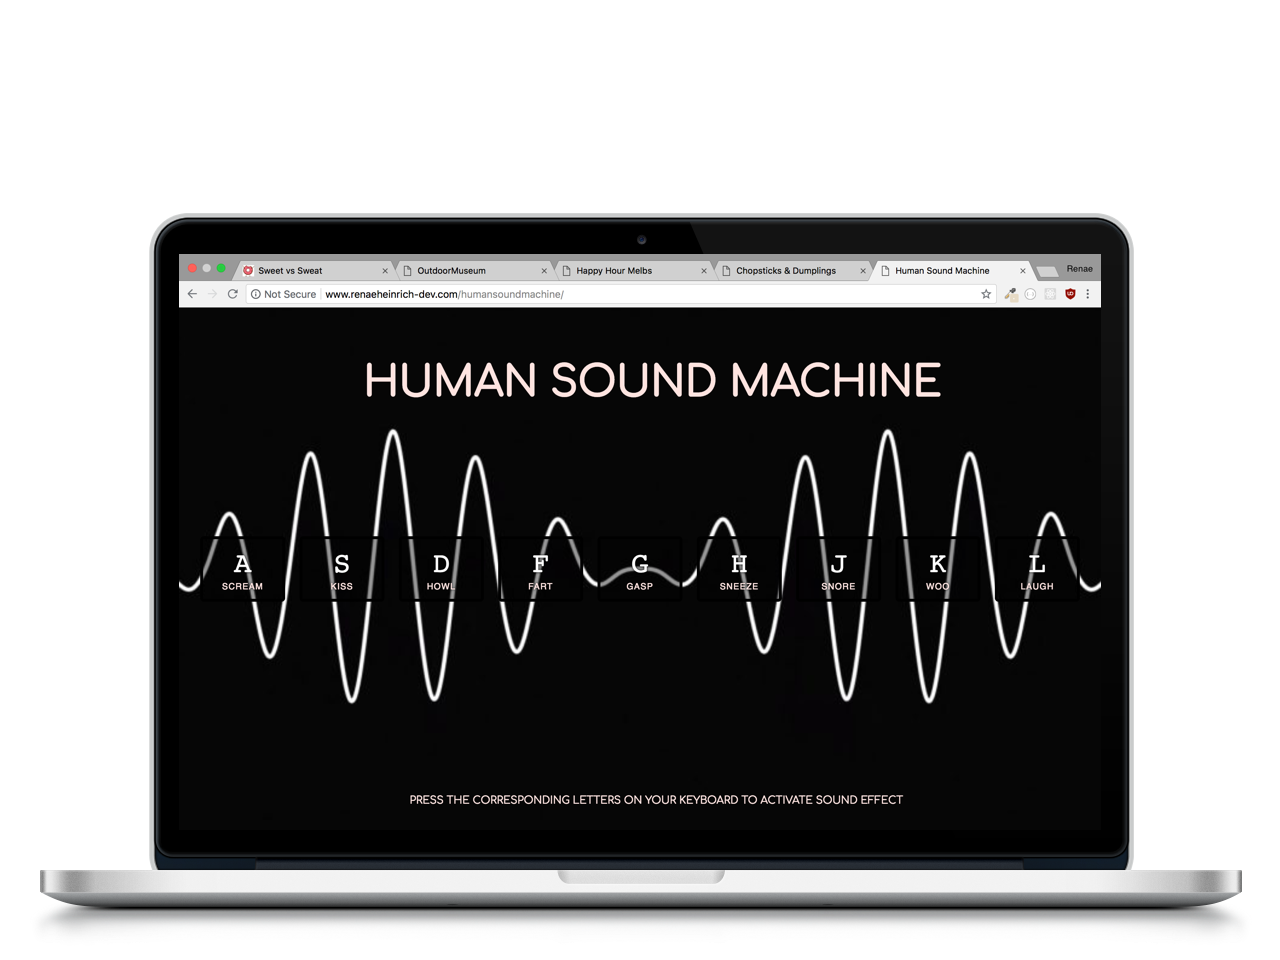 Sweet vs Sweat
OutdoorMuseum
Happy Hour Melbs
Chopsticks & Dumplings
Human Sound Machine
Renae
Not Secure
www.renaeheinrich-dev.com/humansoundmachine/
HUMAN SOUND MACHINE
A S D F G H J K L
SCREAM KISS HOWL FART GASP SNEEZE SNORE WOO LAUGH
PRESS THE CORRESPONDING LETTERS ON YOUR KEYBOARD TO ACTIVATE SOUND EFFECT